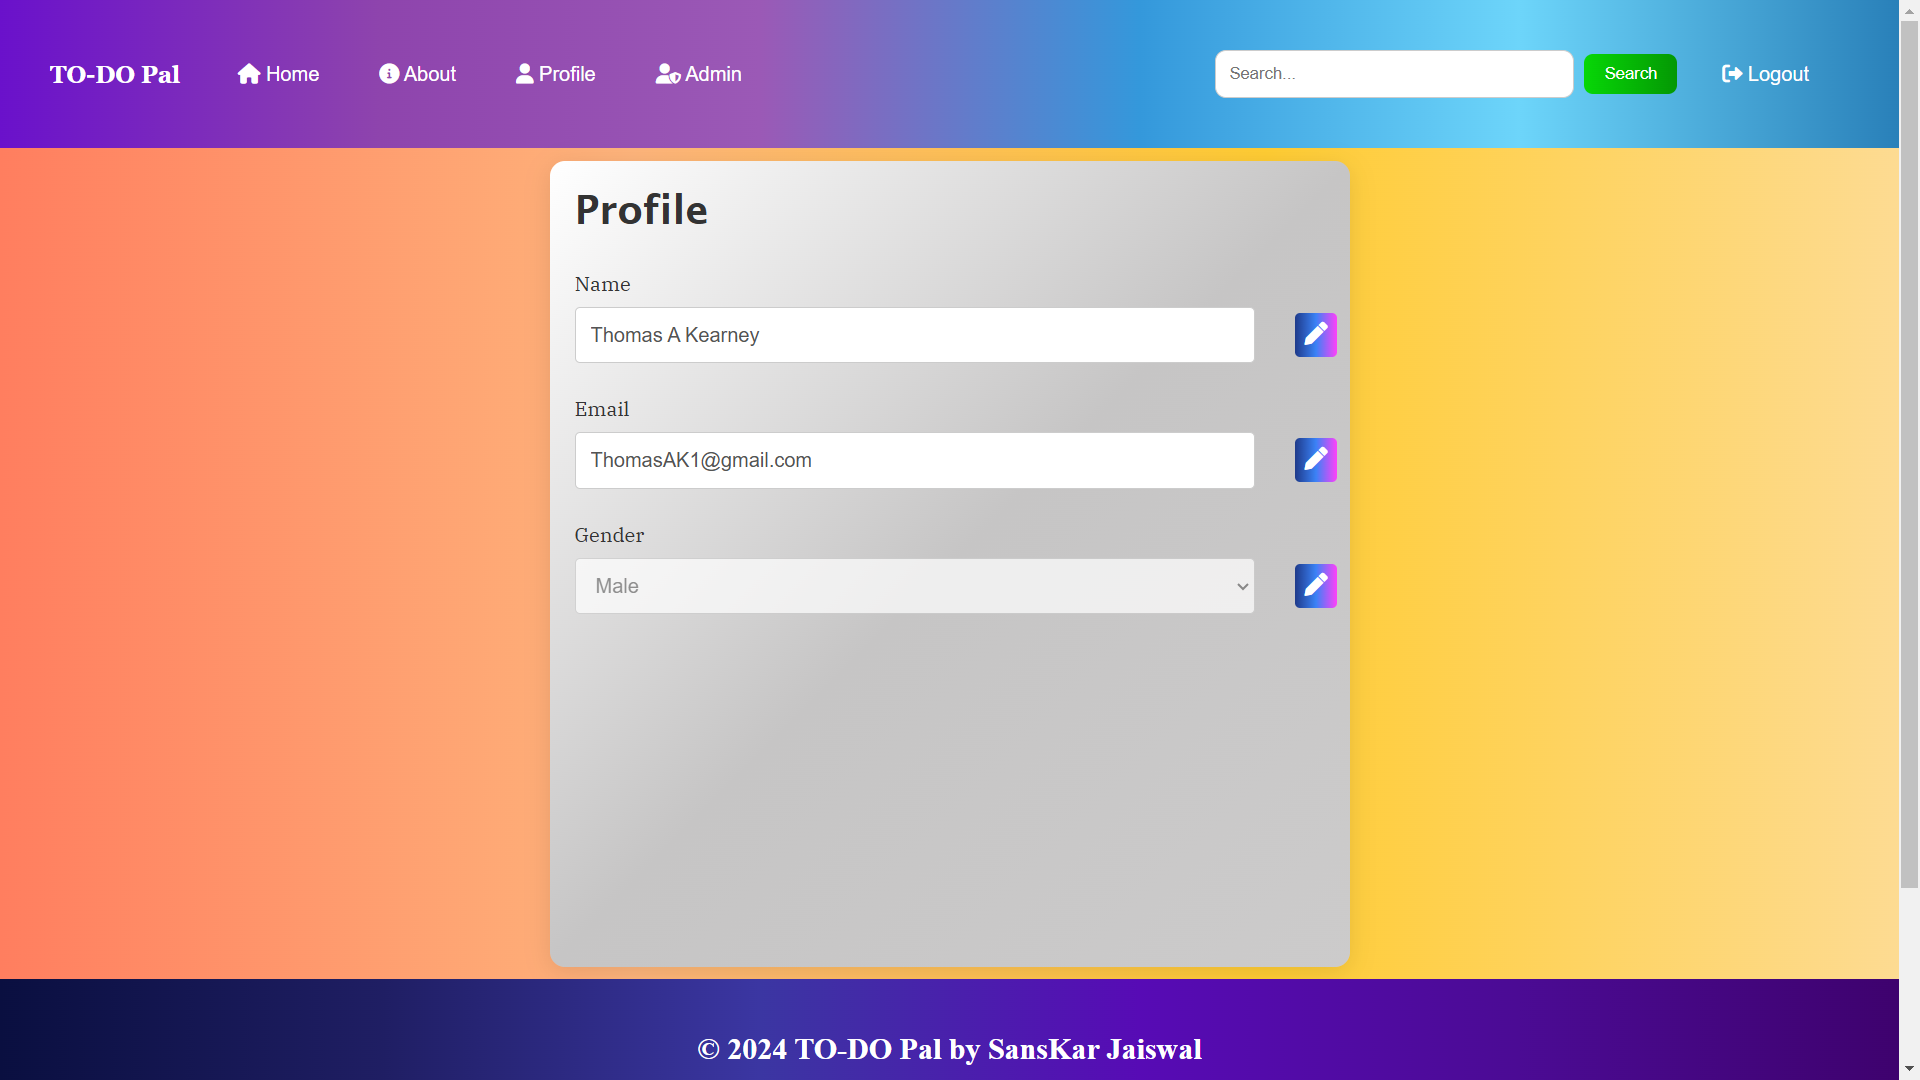 TO-DO Pal Home About Profile Admin Search... Search Logout
Profile
Name
Thomas A Kearney
Email
ThomasAK1@gmail.com
Gender
Male
© 2024 TO-DO Pal by SansKar Jaiswal